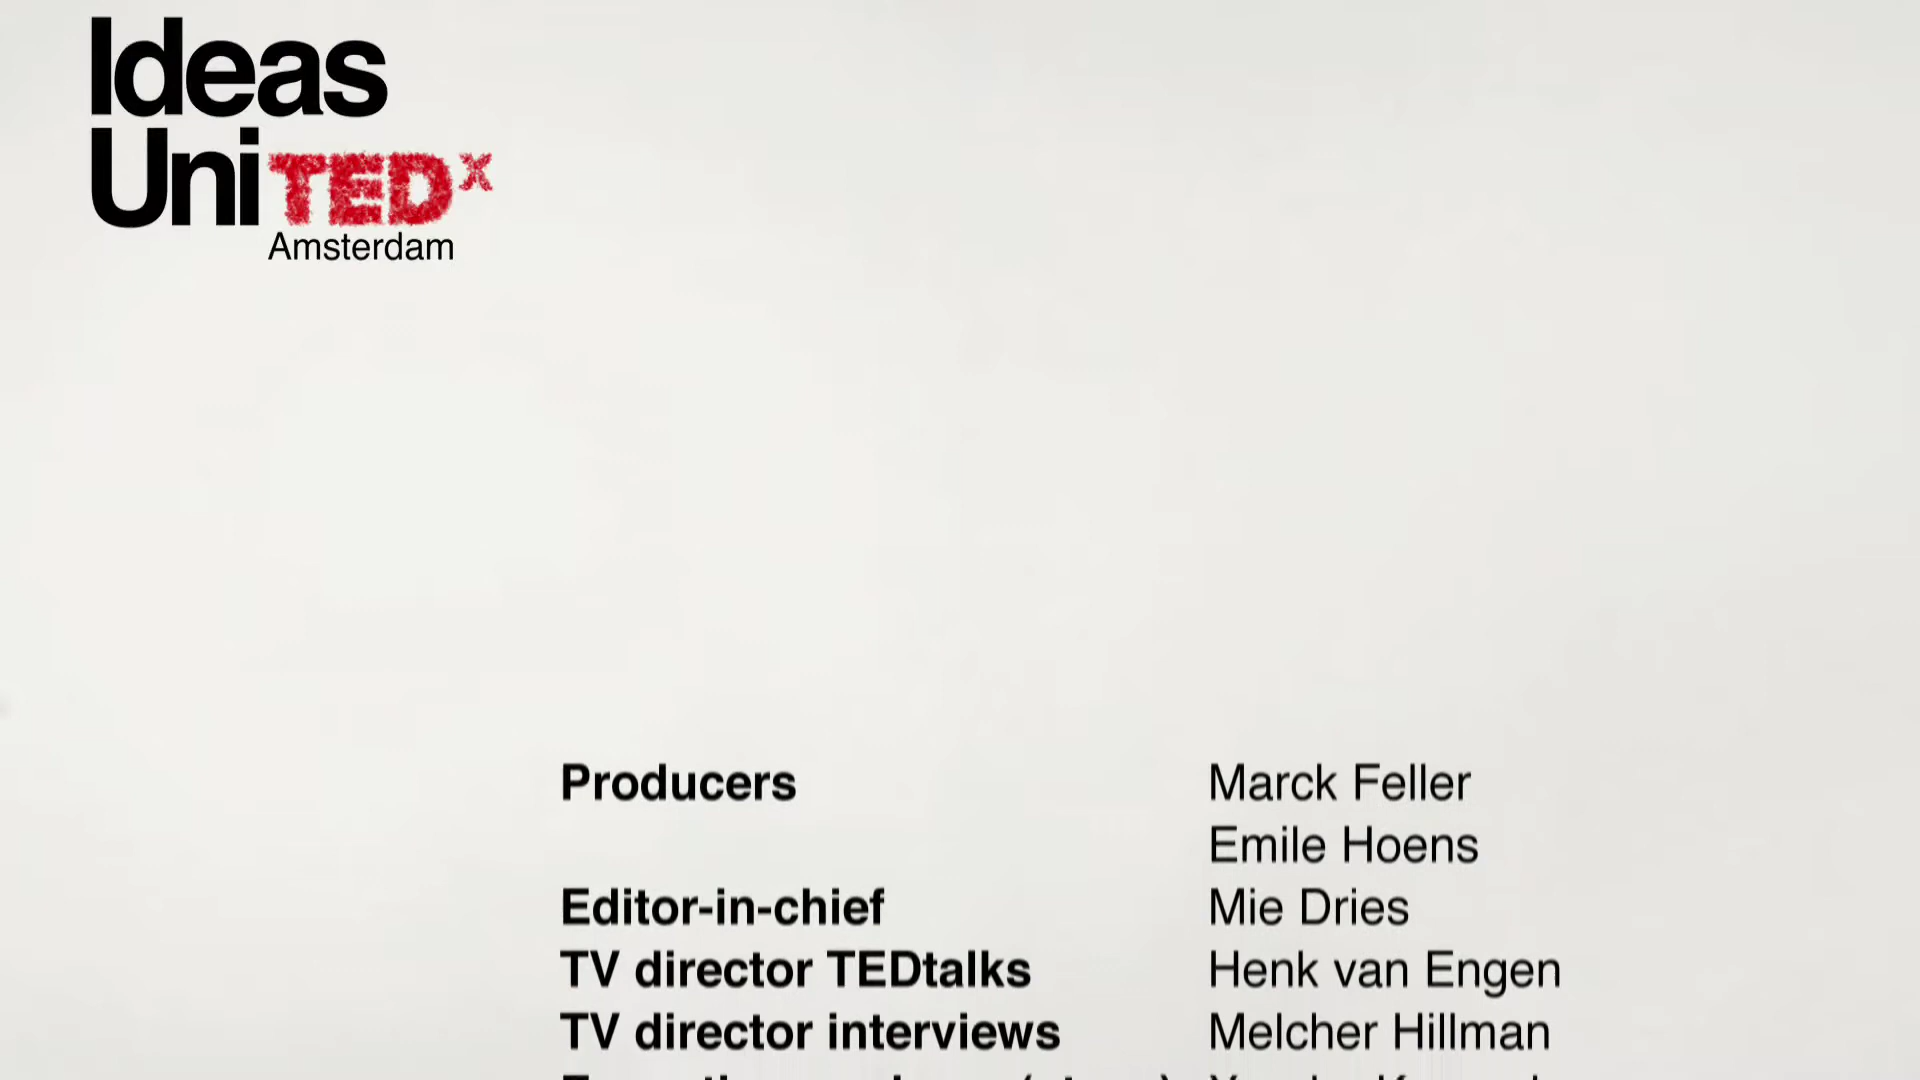 Ideas
UniTEDx
Amsterdam
Producers Marck Feller
Emile Hoens
Editor-in-chief Mie Dries
TV director TEDtalks Henk van Engen
TV director interviews Melcher Hillman